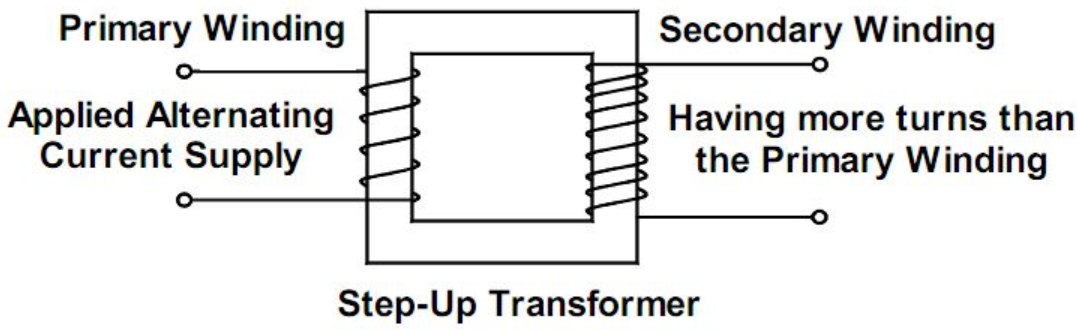 Primary Winding
Secondary Winding
Applied Alternating
Current Supply
Having more turns than
the Primary Winding
Step-Up Transformer